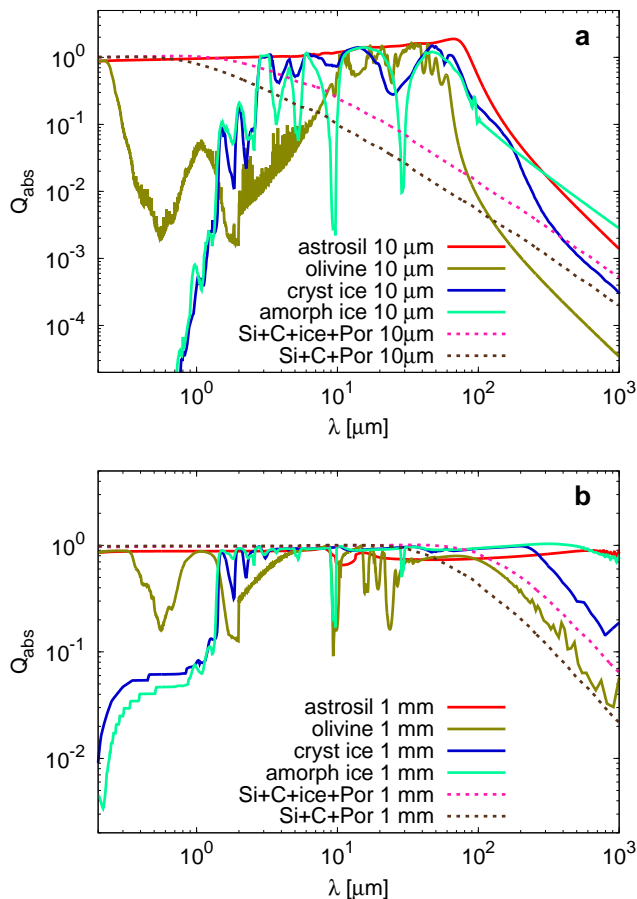 a
10^0
10^-1
10^-2
10^-3
10^-4
Q_abs
astrosil 10 μm
olivine 10 μm
cryst ice 10 μm
amorph ice 10 μm
Si+C+ice+Por 10μm
Si+C+Por 10μm
10^0 10^1 10^2 10^3
λ [μm]
b
10^0
10^-1
10^-2
Q_abs
astrosil 1 mm
olivine 1 mm
cryst ice 1 mm
amorph ice 1 mm
Si+C+ice+Por 1 mm
Si+C+Por 1 mm
10^0 10^1 10^2 10^3
λ [μm]